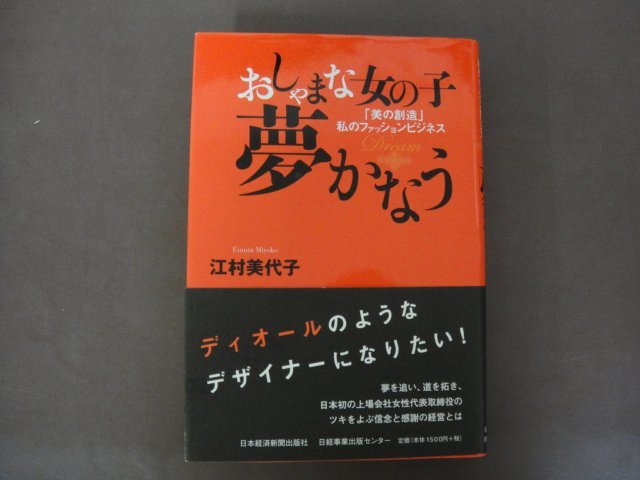 おしゃまな女の子
「美の創造」
私のファッションビジネス
Dream
夢かなう
Emura Miyoko
江村美代子
ディオールのような
デザイナーになりたい！
夢を追い、道を拓き、
日本初の上場会社女性代表取締役の
ツキをよぶ信念と感謝の経営とは
日本経済新聞出版社 日経事業出版センター 定価（本体1500円+税）